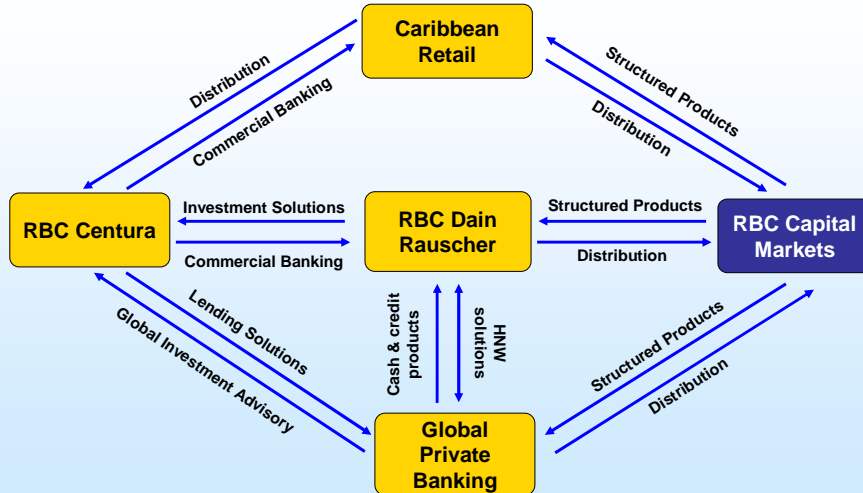 Caribbean
Retail
Distribution
Commercial Banking
Structured Products
Distribution
RBC Centura
Investment Solutions
Commercial Banking
RBC Dain
Rauscher
Structured Products
Distribution
RBC Capital
Markets
Lending Solutions
Global Investment Advisory
Cash & credit
products
HNW
solutions
Structured Products
Distribution
Global
Private
Banking